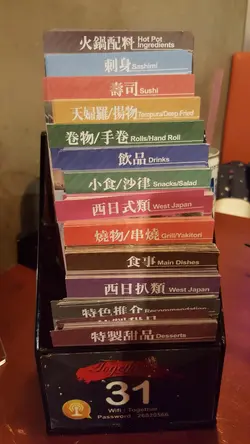 火鍋配料 Hot Pot Ingredients
刺身 Sashimi
壽司 Sushi
天婦羅/揚物 Tempura/Deep Fried
卷物/手卷 Rolls/Hand Roll
飲品 Drinks
小食/沙律 Snacks/Salad
西日式類 West Japan
燒物/串燒 Grill/Yakitori
食事 Main Dishes
西日扒類 West Japan
特色推介 Recommendation
特製甜品 Desserts
31
Wifi : Together